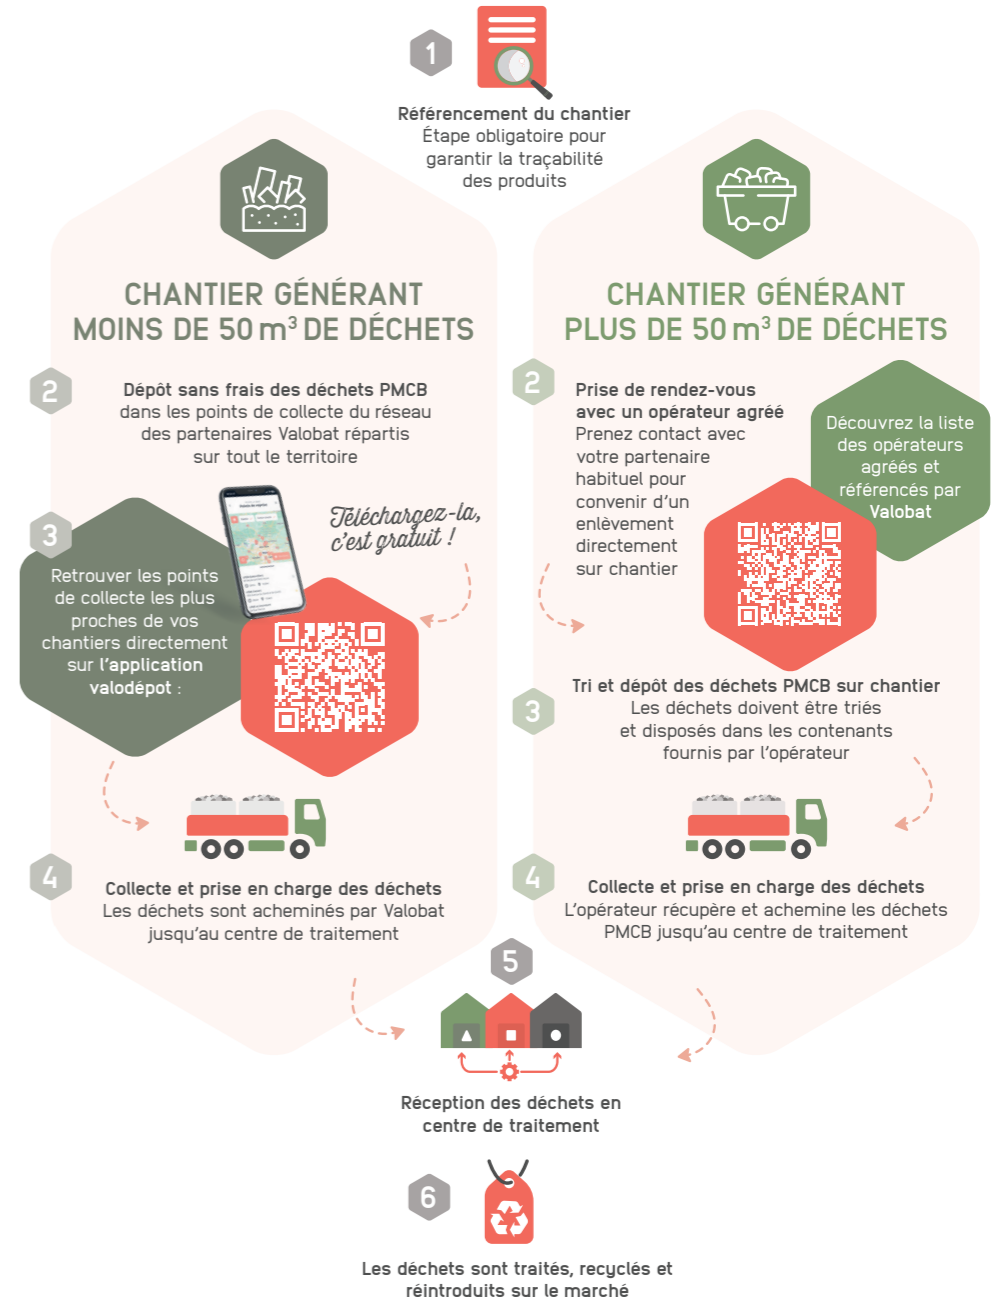 1
Référencement du chantier
Étape obligatoire pour
garantir la traçabilité
des produits
CHANTIER GÉNÉRANT
MOINS DE 50 m³ DE DÉCHETS
2
Dépôt sans frais des déchets PMCB
dans les points de collecte du réseau
des partenaires Valobat répartis
sur tout le territoire
Téléchargez-la,
c'est gratuit !
3
Retrouver les points
de collecte les plus
proches de vos
chantiers directement
sur l'application
valodépot :
4
Collecte et prise en charge des déchets
Les déchets sont acheminés par Valobat
jusqu'au centre de traitement
CHANTIER GÉNÉRANT
PLUS DE 50 m³ DE DÉCHETS
2
Prise de rendez-vous
avec un opérateur agréé
Prenez contact avec
votre partenaire
habituel pour
convenir d'un
enlèvement
directement
sur chantier
Découvrez la liste
des opérateurs
agréés et
référencés par
Valobat
3
Tri et dépôt des déchets PMCB sur chantier
Les déchets doivent être triés
et disposés dans les contenants
fournis par l'opérateur
4
Collecte et prise en charge des déchets
L'opérateur récupère et achemine les déchets
PMCB jusqu'au centre de traitement
5
Réception des déchets en
centre de traitement
6
Les déchets sont traités, recyclés et
réintroduits sur le marché